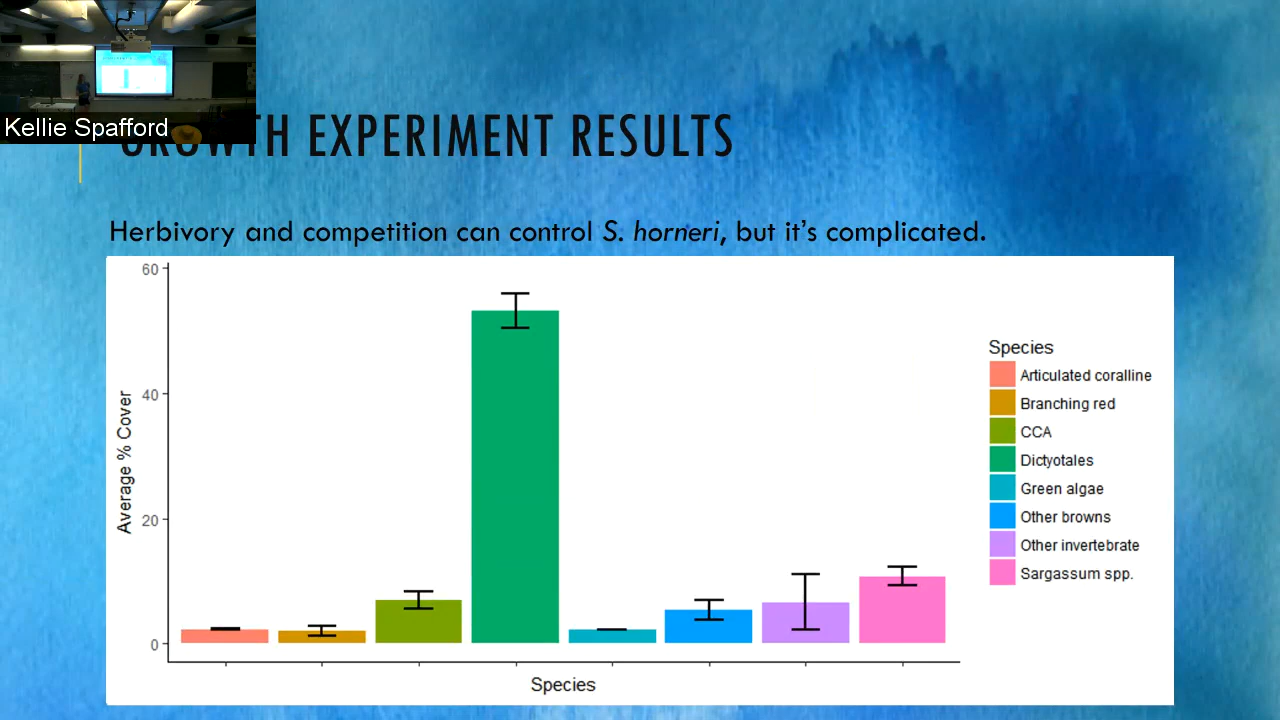 Kellie Spafford
GROWTH EXPERIMENT RESULTS
Herbivory and competition can control S. horneri, but it's complicated.
60
40
20
0
Average % Cover
Species
Species
Articulated coralline
Branching red
CCA
Dictyotales
Green algae
Other browns
Other invertebrate
Sargassum spp.